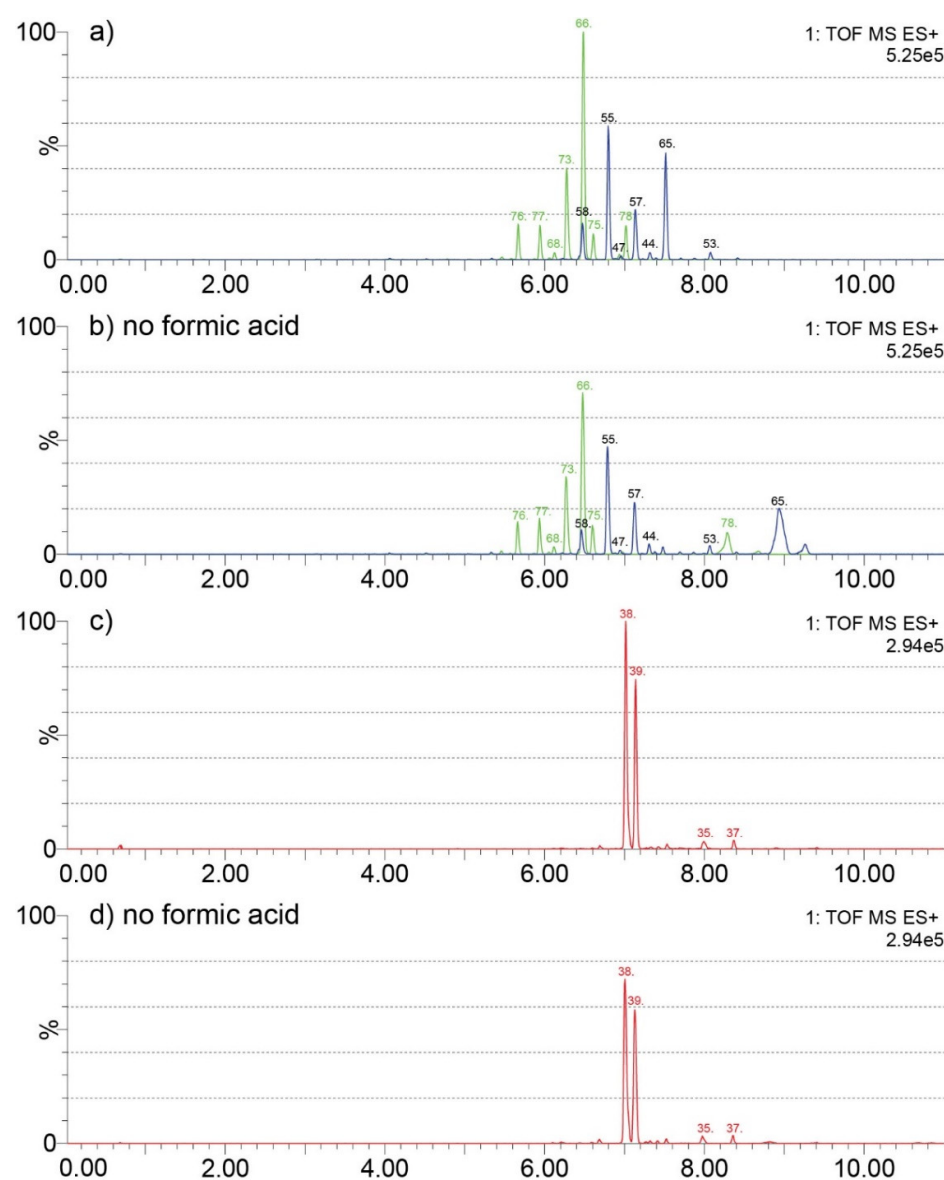 100 a) 1: TOF MS ES+
5.25e5
66.
55.
65.
73.
76. 77. 58. 57. 78
75.
68. 47. 44. 53.
%
0
0.00 2.00 4.00 6.00 8.00 10.00
100 b) no formic acid 1: TOF MS ES+
5.25e5
66.
55.
73.
65.
76. 77. 75. 57. 78.
58.
68. 47. 44. 53.
%
0
0.00 2.00 4.00 6.00 8.00 10.00
100 c) 1: TOF MS ES+
2.94e5
38.
39.
35. 37.
%
0
0.00 2.00 4.00 6.00 8.00 10.00
100 d) no formic acid 1: TOF MS ES+
2.94e5
38.
39.
35. 37.
%
0
0.00 2.00 4.00 6.00 8.00 10.00